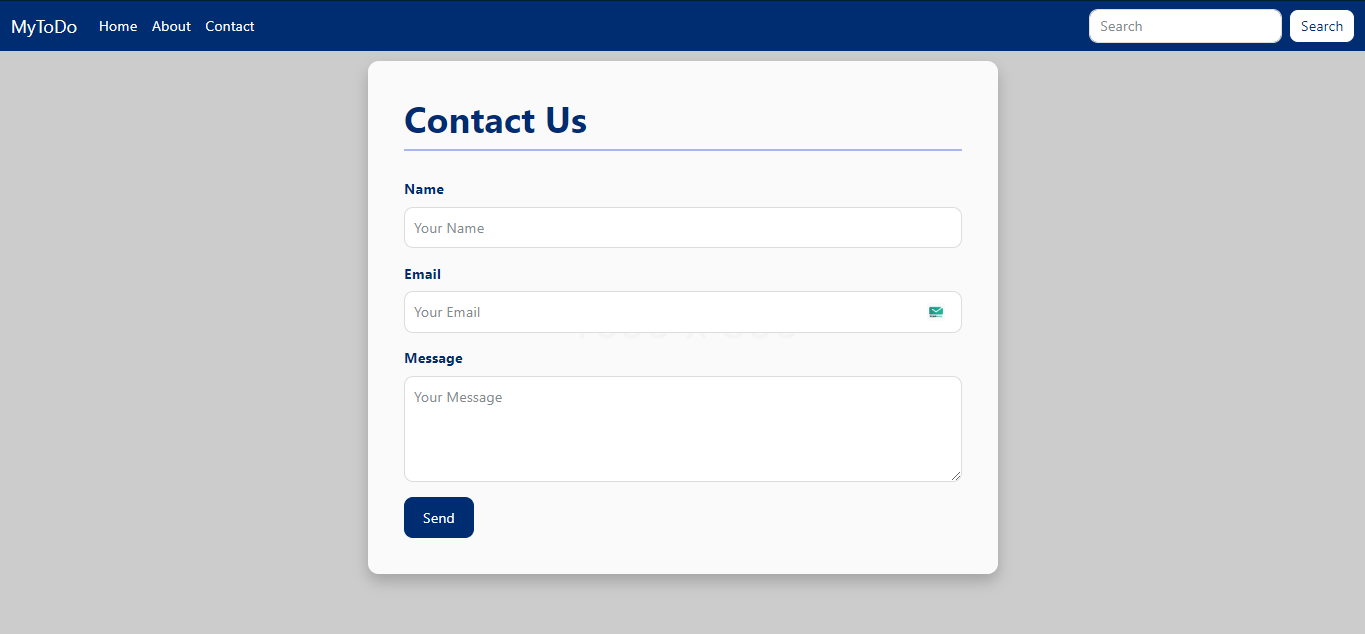 MyToDo Home About Contact Search Search
Contact Us
Name
Your Name
Email
Your Email
Message
Your Message
Send